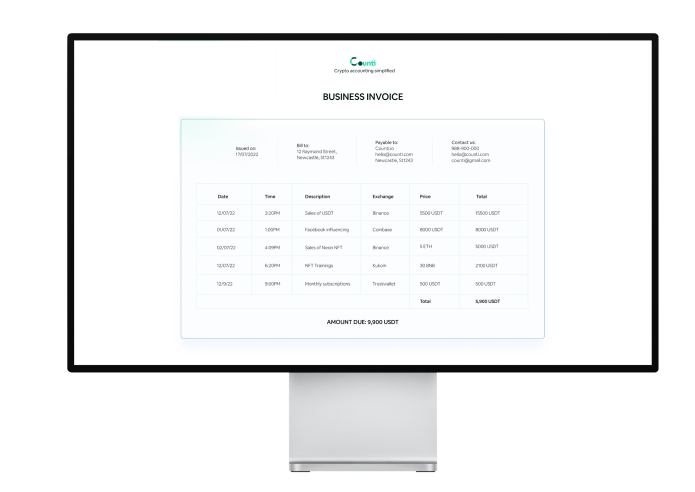 Counti
Crypto accounting simplified
BUSINESS INVOICE
Issued on:
17/07/2022
Bill to:
12 Raymond Street,
Newcastle, St1243
Payable to:
Counti.io
hello@counti.com
Newcastle, St1243
Contact us:
988-900-000
hello@counti.com
counti@gmail.com
Date Time Description Exchange Price Total
12/07/22 3:20PM Sales of USDT Binance 5500 USDT 15500 USDT
01/07/22 1:00PM Facebook influencing Coinbase 8000 USDT 8000 USDT
02/07/22 4:09PM Sales of Neon NFT Binance 5 ETH 5000 USDT
12/07/22 6:20PM NFT Trainings Kukoin 30 BNB 2100 USDT
12/9/22 9:00PM Monthly subscriptions Trustwallet 500 USDT 500 USDT
Total 5,900 USDT
AMOUNT DUE: 9,900 USDT